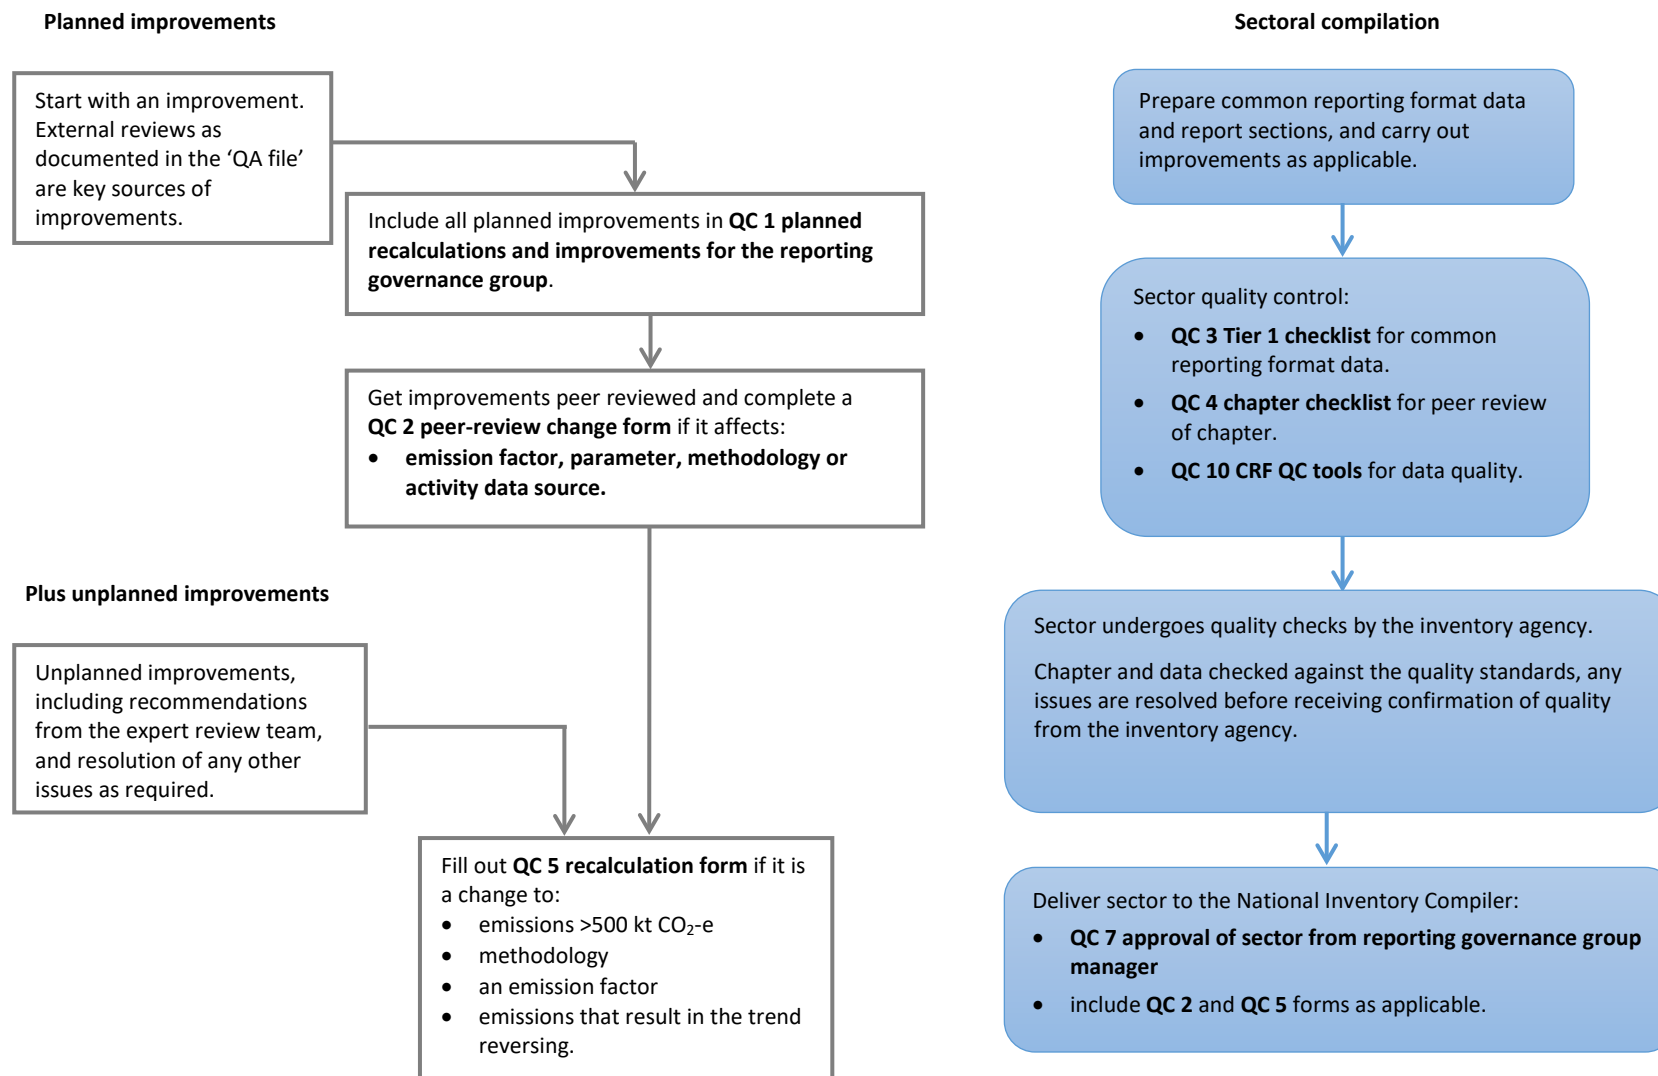 Planned improvements
Start with an improvement.
External reviews as
documented in the ‘QA file’
are key sources of
improvements.
Include all planned improvements in QC 1 planned
recalculations and improvements for the reporting
governance group.
Get improvements peer reviewed and complete a
QC 2 peer-review change form if it affects:
• emission factor, parameter, methodology or
activity data source.
Plus unplanned improvements
Unplanned improvements,
including recommendations
from the expert review team,
and resolution of any other
issues as required.
Fill out QC 5 recalculation form if it is
a change to:
• emissions >500 kt CO₂-e
• methodology
• an emission factor
• emissions that result in the trend
reversing.
Sectoral compilation
Prepare common reporting format data
and report sections, and carry out
improvements as applicable.
Sector quality control:
• QC 3 Tier 1 checklist for common
reporting format data.
• QC 4 chapter checklist for peer review
of chapter.
• QC 10 CRF QC tools for data quality.
Sector undergoes quality checks by the inventory agency.
Chapter and data checked against the quality standards, any
issues are resolved before receiving confirmation of quality
from the inventory agency.
Deliver sector to the National Inventory Compiler:
• QC 7 approval of sector from reporting governance group
manager
• include QC 2 and QC 5 forms as applicable.